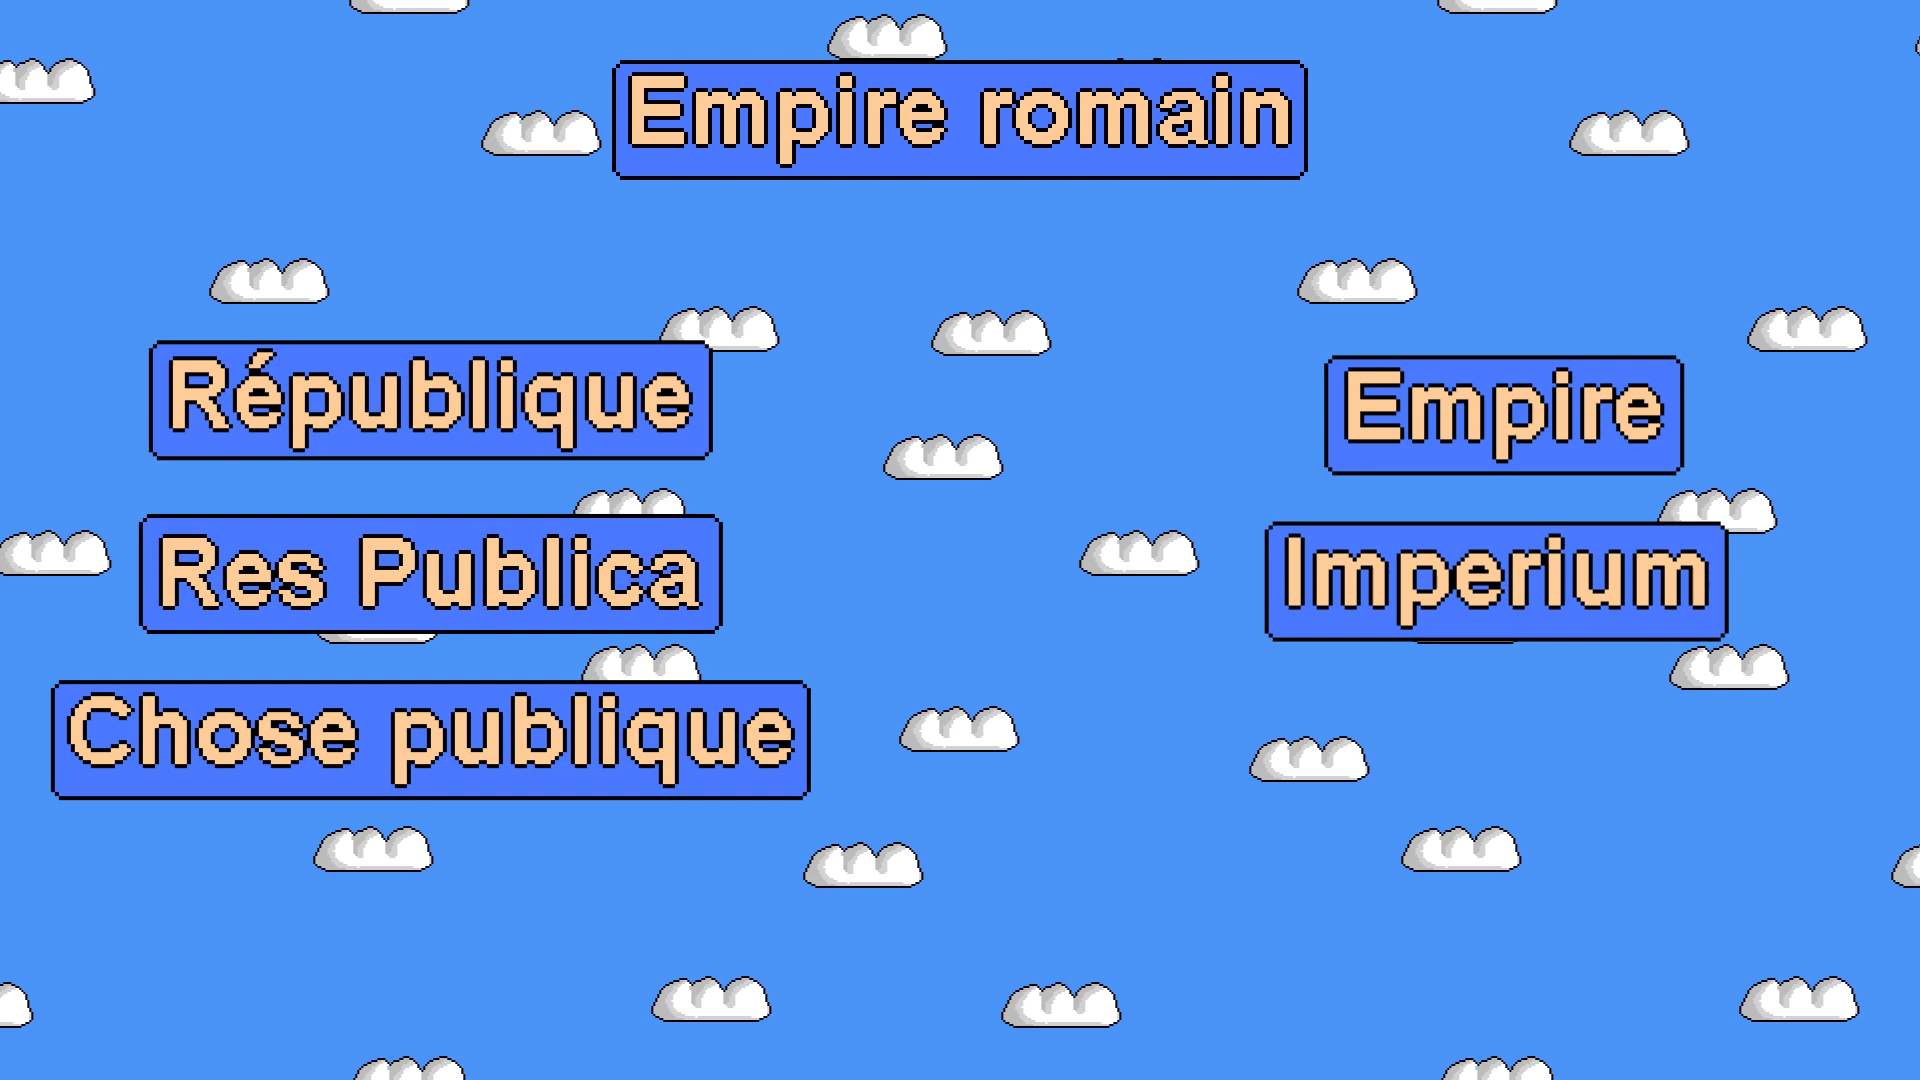 Empire romain
République
Res Publica
Chose publique
Empire
Imperium